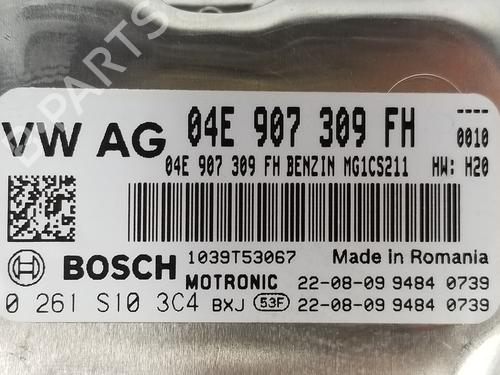 VW AG 04E 907 309 FH ----
0010
04E 907 309 FH BENZIN MG1CS211 HW: H20
BOSCH 1039T53067 Made in Romania
MOTRONIC 22-08-09 9484 0739
0 261 S10 3C4 BXJ 53F 22-08-09 9484 0739
B PARTS